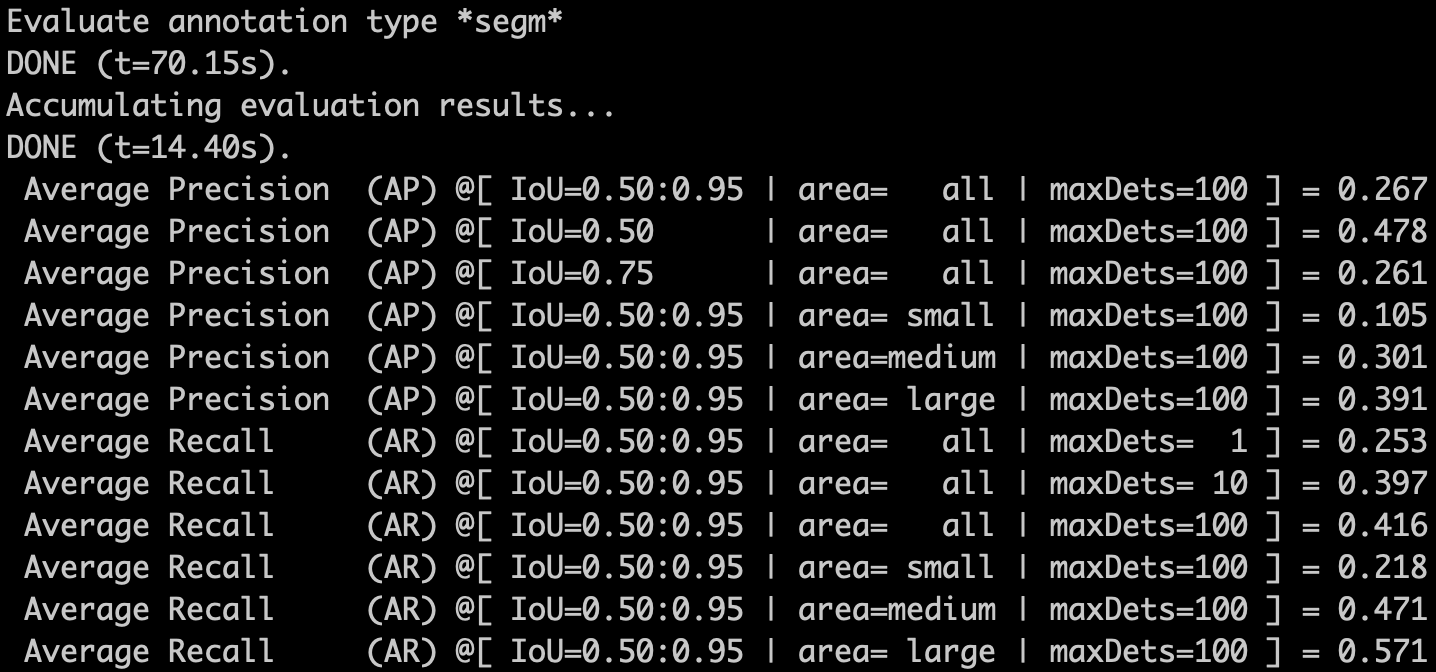 Evaluate annotation type *segm*
DONE (t=70.15s).
Accumulating evaluation results...
DONE (t=14.40s).
 Average Precision  (AP) @[ IoU=0.50:0.95 | area=   all | maxDets=100 ] = 0.267
 Average Precision  (AP) @[ IoU=0.50      | area=   all | maxDets=100 ] = 0.478
 Average Precision  (AP) @[ IoU=0.75      | area=   all | maxDets=100 ] = 0.261
 Average Precision  (AP) @[ IoU=0.50:0.95 | area= small | maxDets=100 ] = 0.105
 Average Precision  (AP) @[ IoU=0.50:0.95 | area=medium | maxDets=100 ] = 0.301
 Average Precision  (AP) @[ IoU=0.50:0.95 | area= large | maxDets=100 ] = 0.391
 Average Recall     (AR) @[ IoU=0.50:0.95 | area=   all | maxDets=  1 ] = 0.253
 Average Recall     (AR) @[ IoU=0.50:0.95 | area=   all | maxDets= 10 ] = 0.397
 Average Recall     (AR) @[ IoU=0.50:0.95 | area=   all | maxDets=100 ] = 0.416
 Average Recall     (AR) @[ IoU=0.50:0.95 | area= small | maxDets=100 ] = 0.218
 Average Recall     (AR) @[ IoU=0.50:0.95 | area=medium | maxDets=100 ] = 0.471
 Average Recall     (AR) @[ IoU=0.50:0.95 | area= large | maxDets=100 ] = 0.571